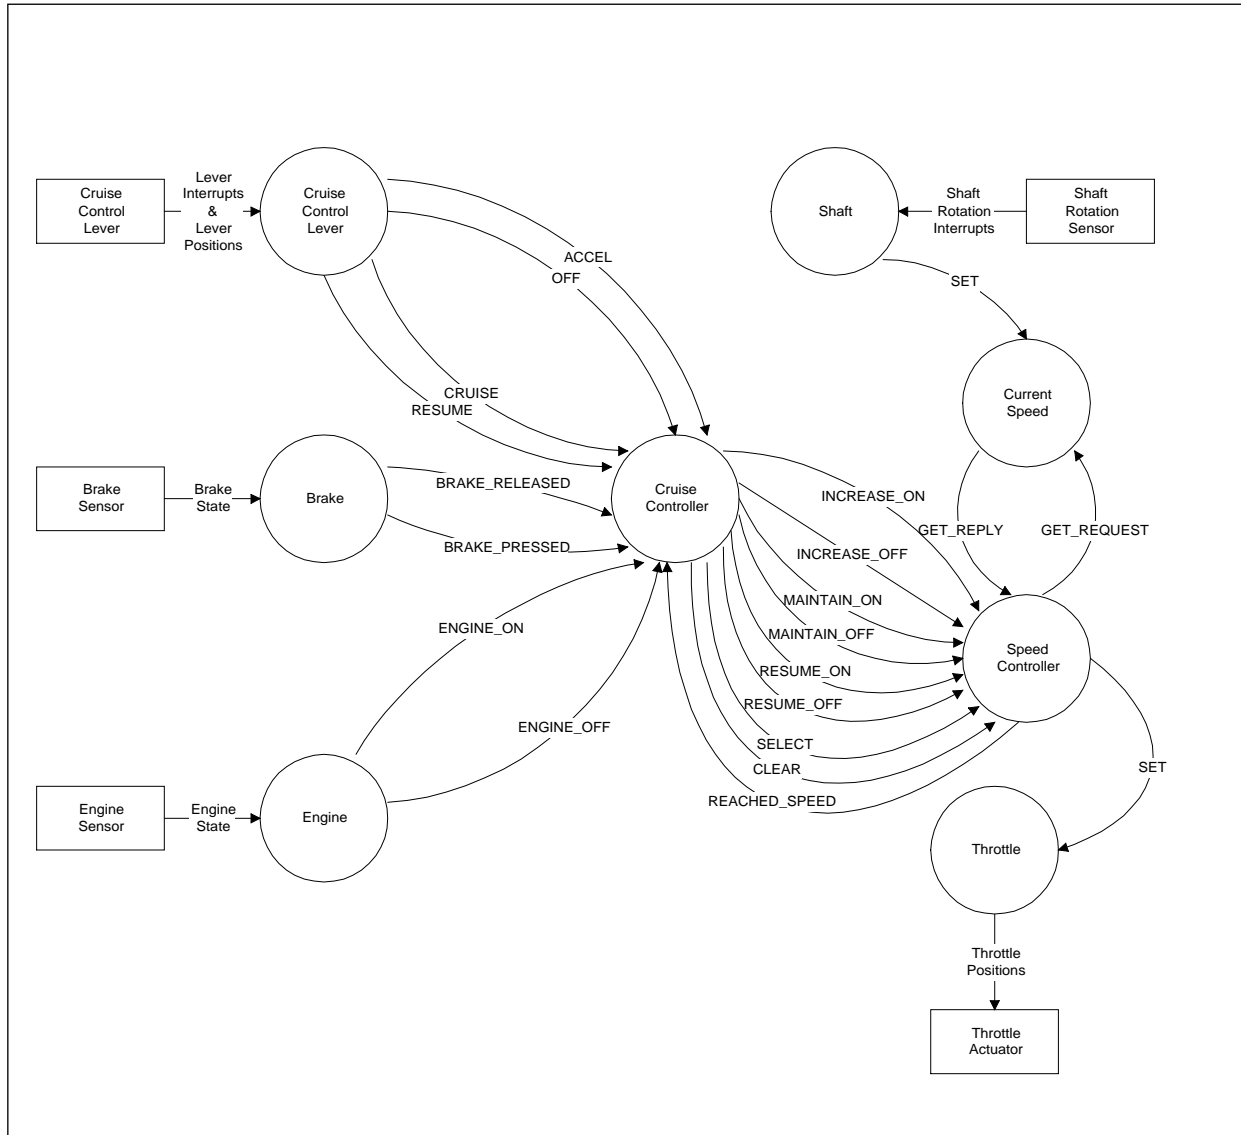 Cruise
Control
Lever
Lever
Interrupts
&
Lever
Positions
Cruise
Control
Lever
ACCEL
OFF
CRUISE
RESUME
Shaft
Shaft
Rotation
Interrupts
Shaft
Rotation
Sensor
SET
Current
Speed
Brake
Sensor
Brake
State
Brake
BRAKE_RELEASED
BRAKE_PRESSED
Cruise
Controller
INCREASE_ON
INCREASE_OFF
MAINTAIN_ON
MAINTAIN_OFF
RESUME_ON
RESUME_OFF
SELECT
CLEAR
REACHED_SPEED
GET_REPLY
GET_REQUEST
Speed
Controller
ENGINE_ON
ENGINE_OFF
Engine
Sensor
Engine
State
Engine
SET
Throttle
Throttle
Positions
Throttle
Actuator